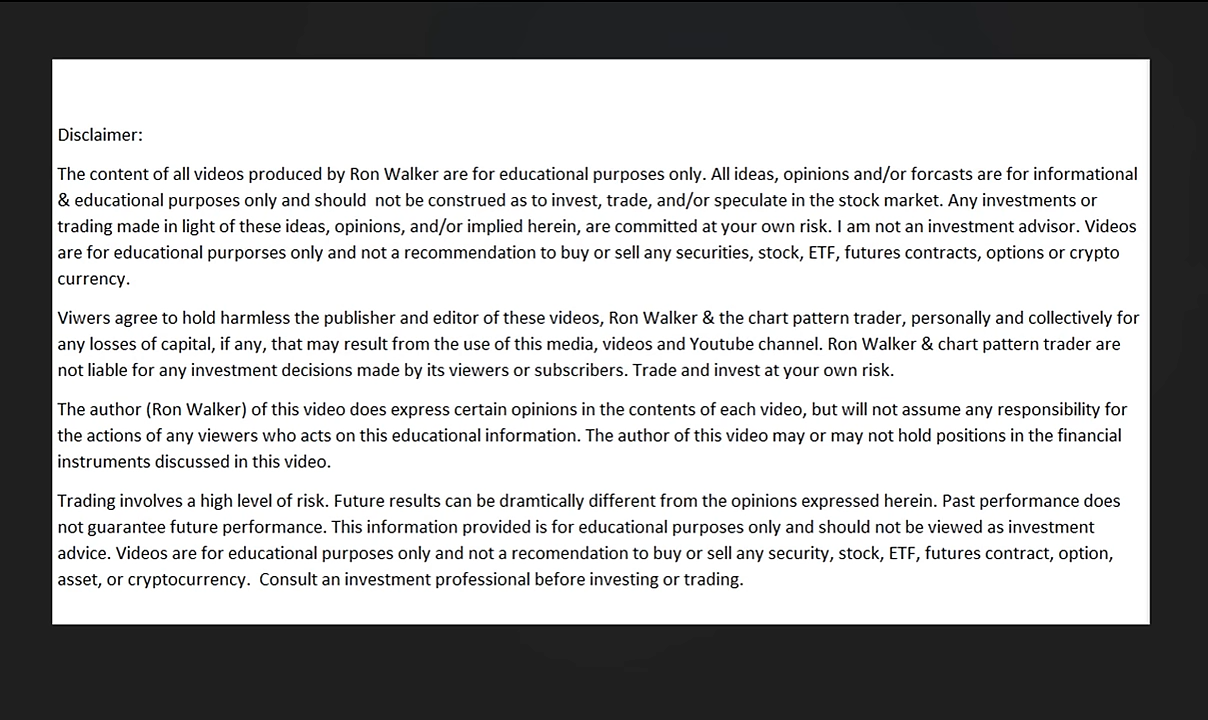 Disclaimer:
The content of all videos produced by Ron Walker are for educational purposes only. All ideas, opinions and/or forcasts are for informational
& educational purposes only and should  not be construed as to invest, trade, and/or speculate in the stock market. Any investments or
trading made in light of these ideas, opinions, and/or implied herein, are committed at your own risk. I am not an investment advisor. Videos
are for educational purporses only and not a recommendation to buy or sell any securities, stock, ETF, futures contracts, options or crypto
currency.
Viwers agree to hold harmless the publisher and editor of these videos, Ron Walker & the chart pattern trader, personally and collectively for
any losses of capital, if any, that may result from the use of this media, videos and Youtube channel. Ron Walker & chart pattern trader are
not liable for any investment decisions made by its viewers or subscribers. Trade and invest at your own risk.
The author (Ron Walker) of this video does express certain opinions in the contents of each video, but will not assume any responsibility for
the actions of any viewers who acts on this educational information. The author of this video may or may not hold positions in the financial
instruments discussed in this video.
Trading involves a high level of risk. Future results can be dramtically different from the opinions expressed herein. Past performance does
not guarantee future performance. This information provided is for educational purposes only and should not be viewed as investment
advice. Videos are for educational purposes only and not a recomendation to buy or sell any security, stock, ETF, futures contract, option,
asset, or cryptocurrency.  Consult an investment professional before investing or trading.